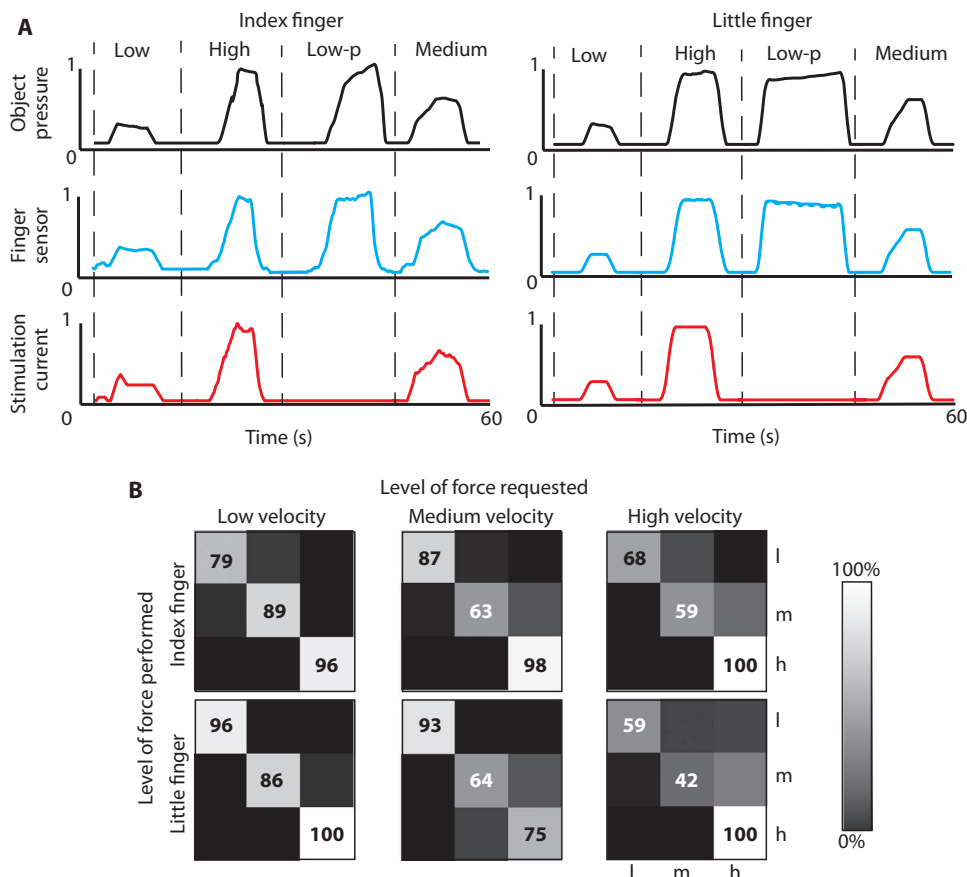 A
Index finger
Little finger
Low High Low-p Medium
Low High Low-p Medium
Object pressure
1
0
1
0
Finger sensor
1
0
1
0
Stimulation current
1
0
60
1
0
60
Time (s)
Time (s)
B
Level of force requested
Low velocity Medium velocity High velocity
Level of force performed
Index finger
79
89
96
87
63
98
68
59
100
l
m
h
Little finger
96
86
100
93
64
75
59
42
100
l
m
h
l m h
100%
0%